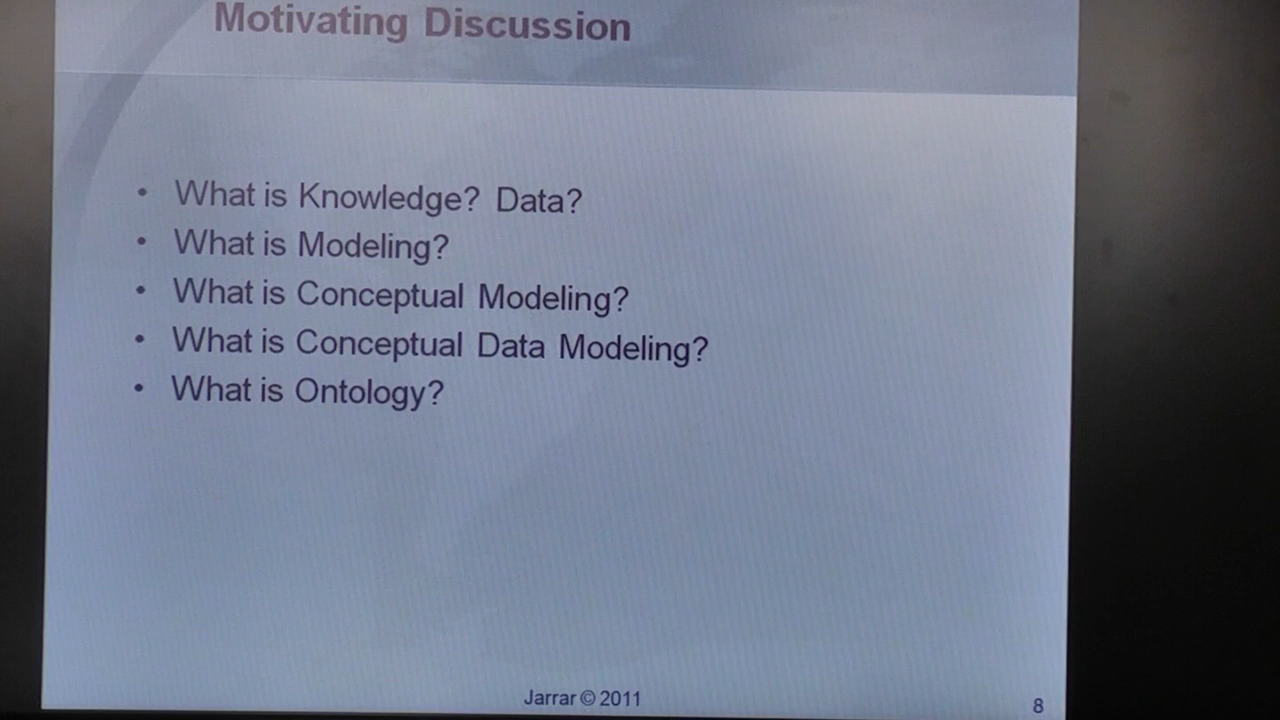 Motivating Discussion
• What is Knowledge? Data?
• What is Modeling?
• What is Conceptual Modeling?
• What is Conceptual Data Modeling?
• What is Ontology?
Jarrar © 2011
8